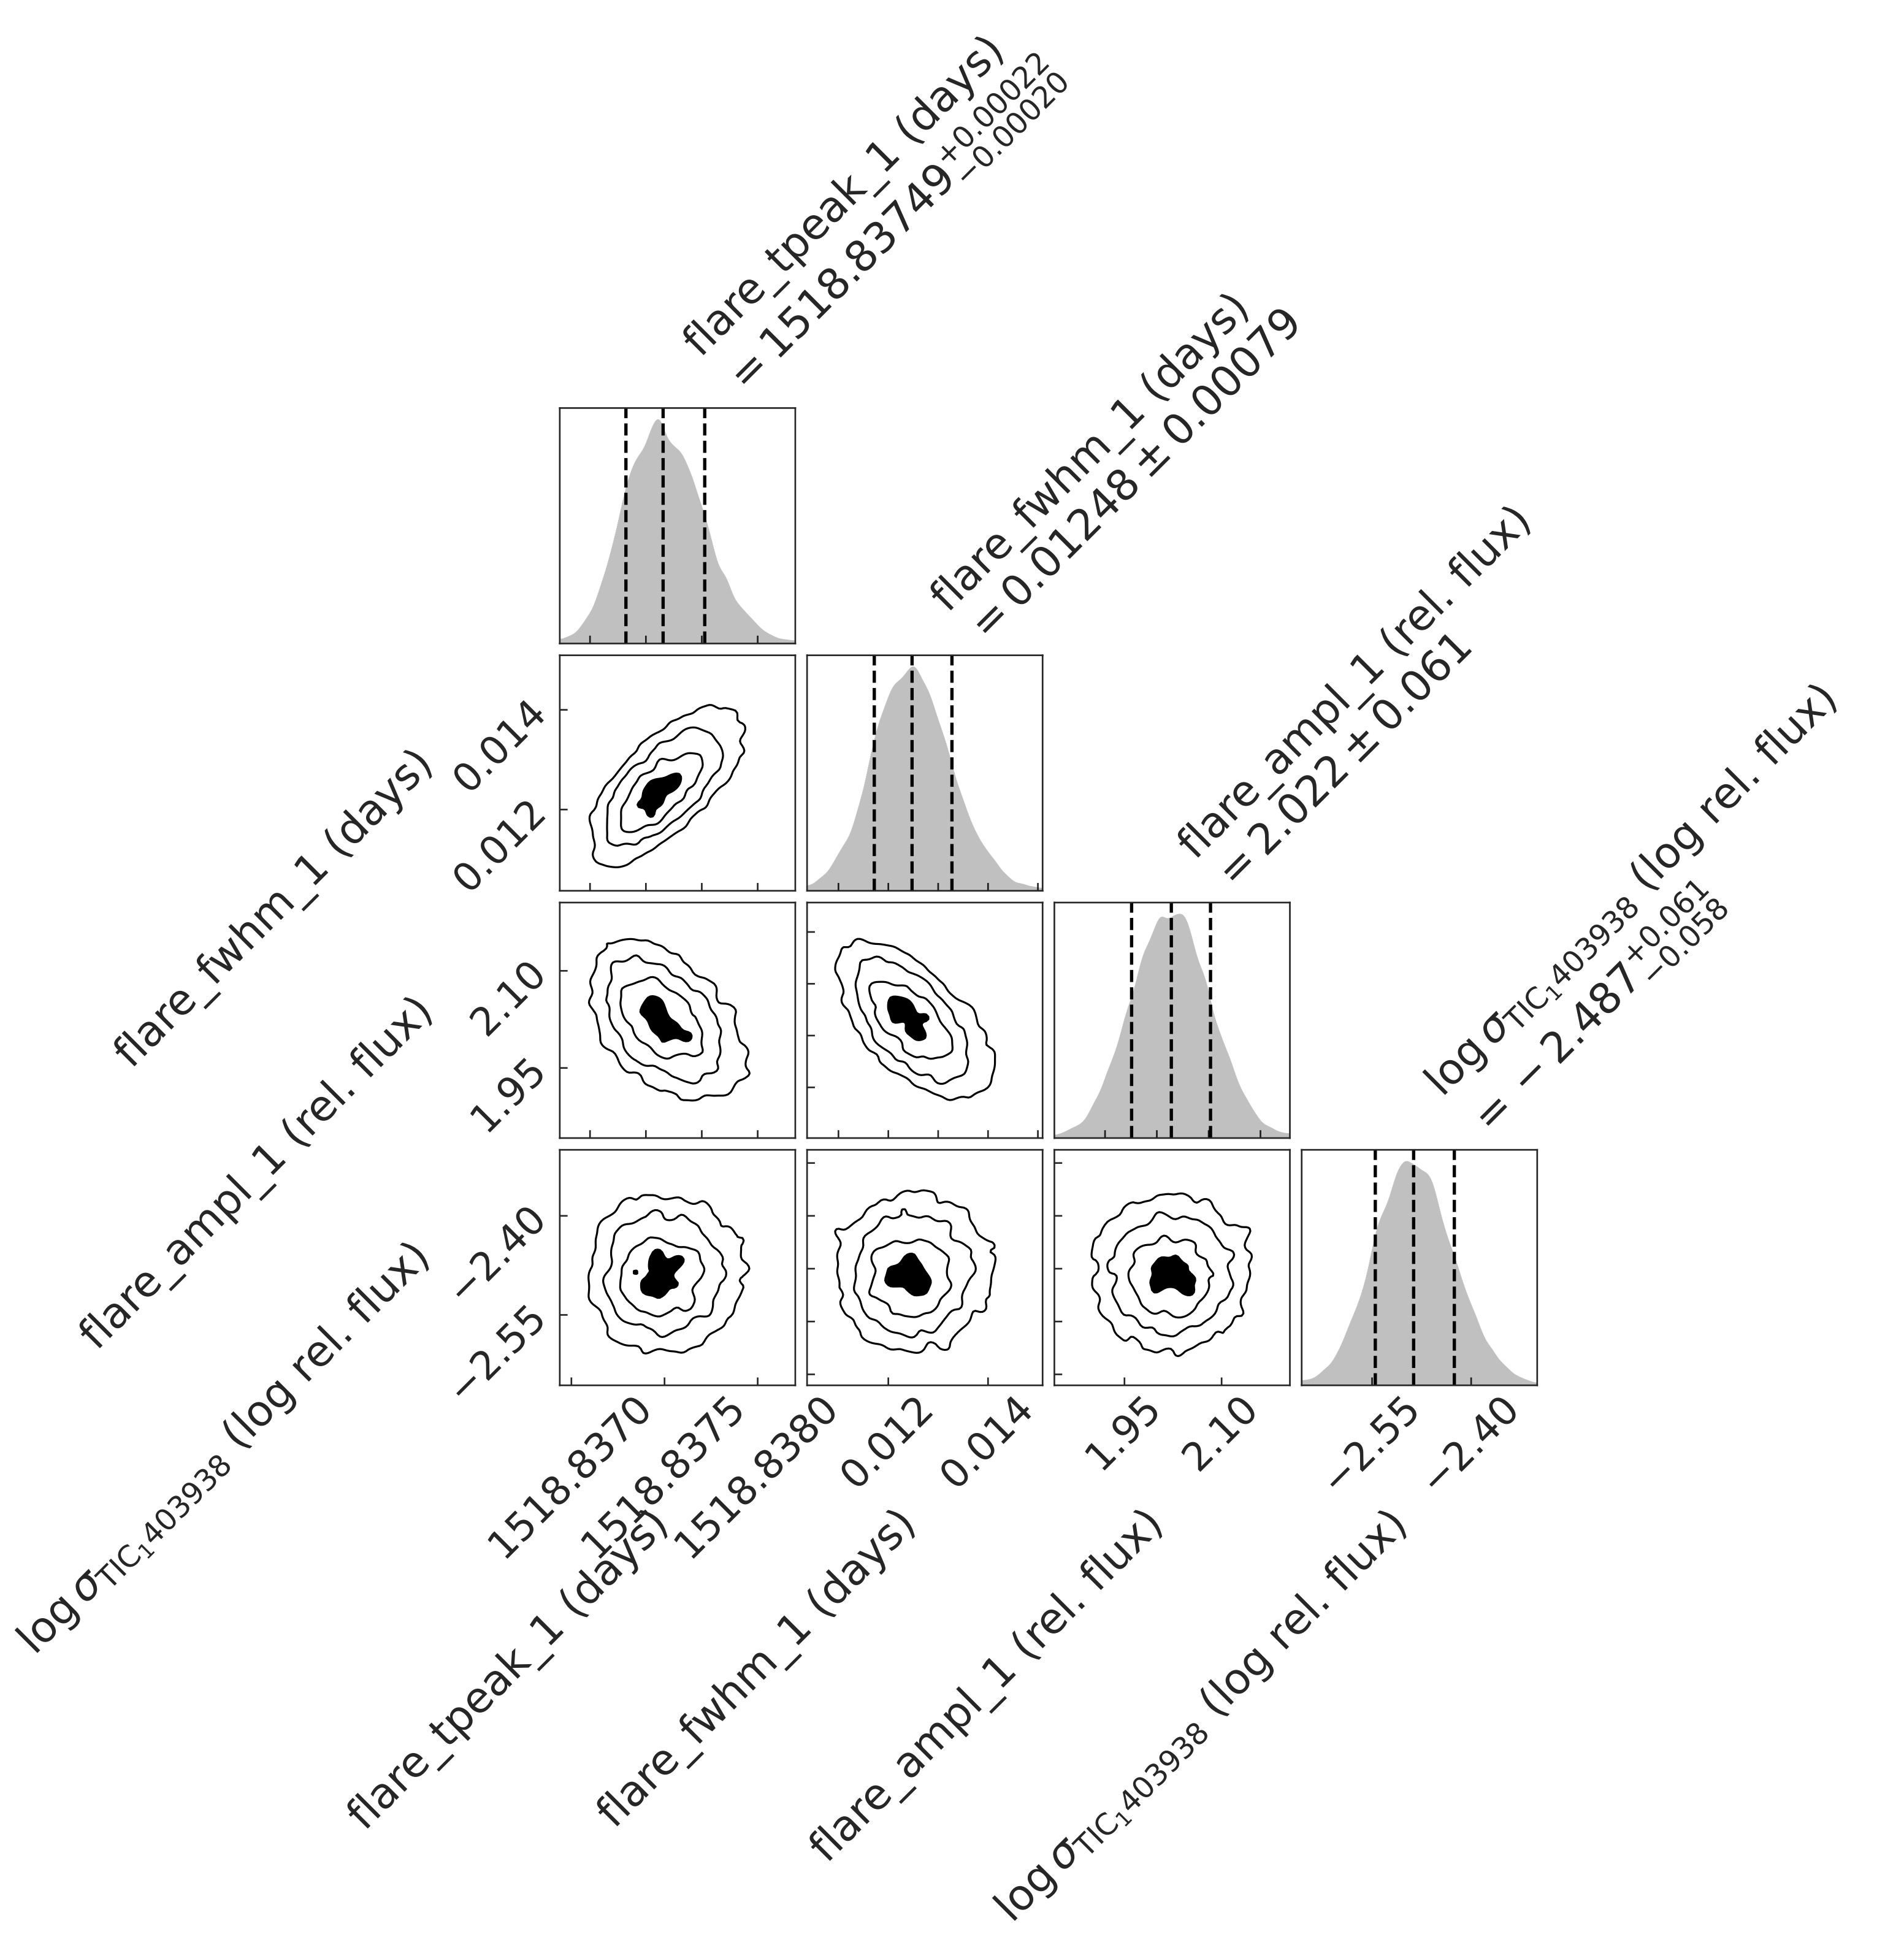 flare_tpeak_1 (days)
= 1518.83749+0.00022 −0.00020
flare_fwhm_1 (days)
= 0.01248 ± 0.00079
flare_ampl_1 (rel. flux)
= 2.022 ± 0.061
log σTIC1403938 (log rel. flux)
= −2.487+0.061 −0.058
flare_fwhm_1 (days)
0.014
0.012
flare_ampl_1 (rel. flux)
2.10
1.95
log σTIC1403938 (log rel. flux)
−2.40
−2.55
1518.8370
1518.8375
1518.8380
0.012
0.014
1.95
2.10
−2.55
−2.40
flare_tpeak_1 (days)
flare_fwhm_1 (days)
flare_ampl_1 (rel. flux)
log σTIC1403938 (log rel. flux)